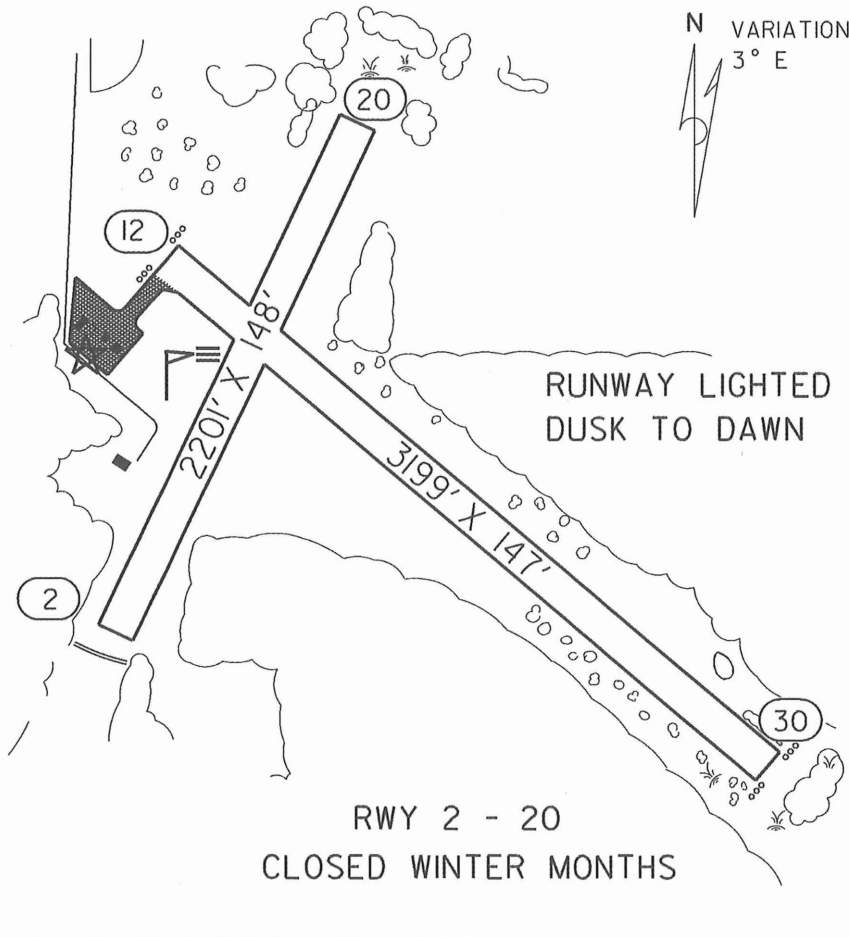 N VARIATION
3° E
20
12
2201' X 148'
RUNWAY LIGHTED
DUSK TO DAWN
3199' X 147'
2
30
RWY 2 - 20
CLOSED WINTER MONTHS